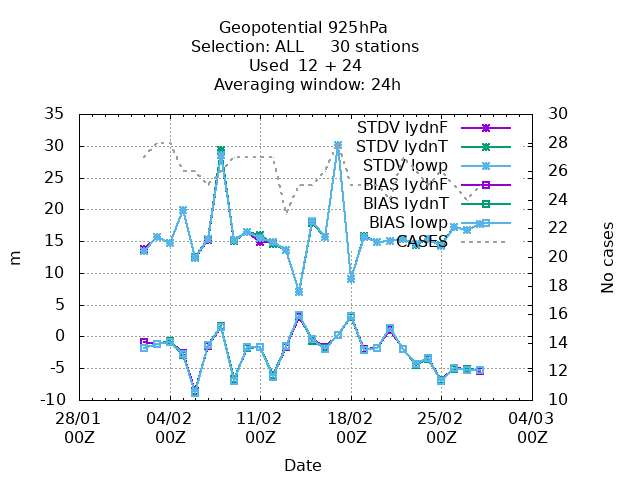 Geopotential 925hPa
Selection: ALL 30 stations
Used 12 + 24
Averaging window: 24h
35
30
25
20
15
10
5
0
-5
-10
m
30
28
26
24
22
20
18
16
14
12
10
No cases
STDV lydnF
STDV lydnT
STDV lowp
BIAS lydnF
BIAS lydnT
BIAS lowp
CASES
28/01 04/02 11/02 18/02 25/02 04/03
00Z 00Z 00Z 00Z 00Z 00Z
Date